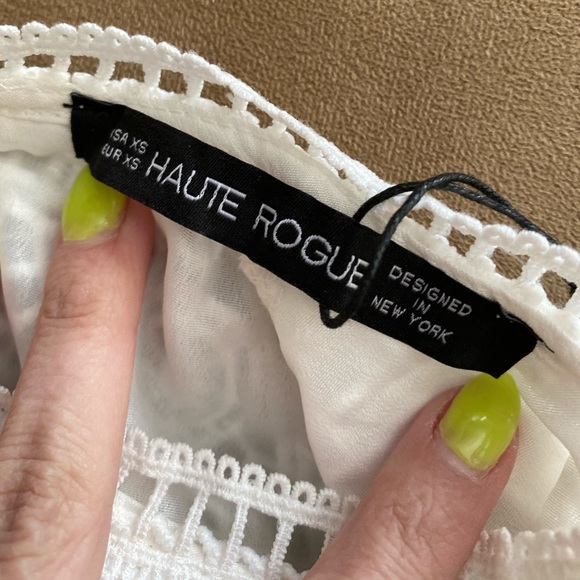 USA XS
EUR XS
HAUTE ROGUE
DESIGNED
IN
NEW YORK